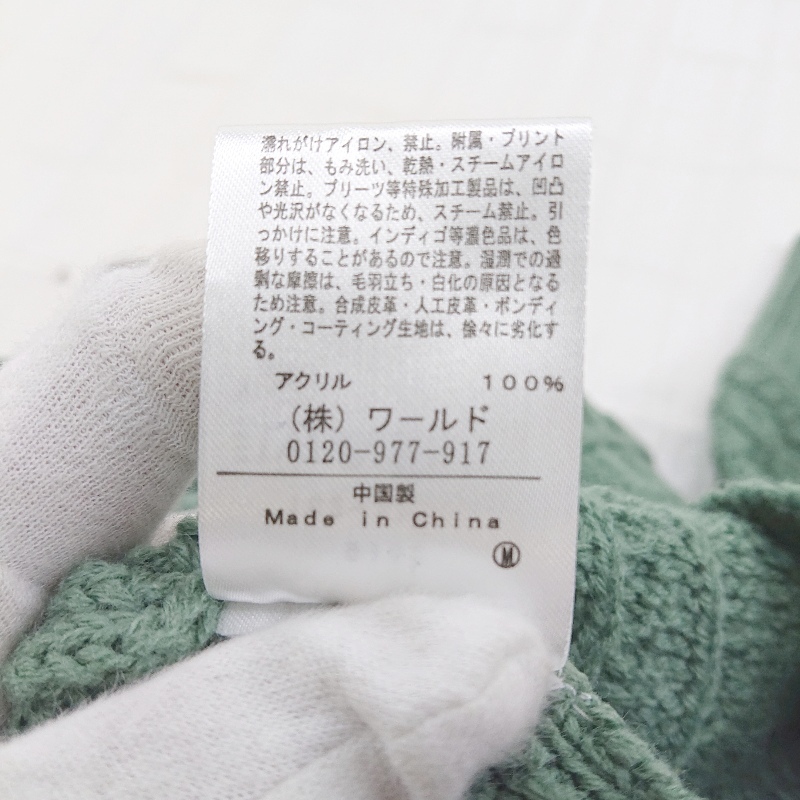 濡れがけアイロン、禁止。附属・プリント
部分は、もみ洗い、乾熱・スチームアイロ
ン禁止。プリーツ等特殊加工製品は、凹凸
や光沢がなくなるため、スチーム禁止。引
っかけに注意。インディゴ等濃色品は、色
移りすることがあるので注意。湿潤での過
剰な摩擦は、毛羽立ち・白化の原因となる
ため注意。合成皮革・人工皮革・ボンディ
ング・コーティング生地は、徐々に劣化す
る。
アクリル 100%
（株）ワールド
0120-977-917
中国製
Made in China
Ⓜ